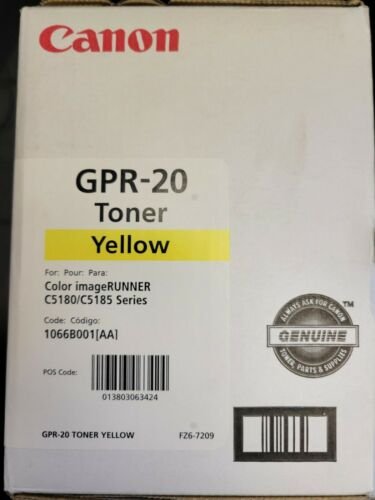 Canon
GPR-20
Toner
Yellow
For: Pour: Para:
Color imageRUNNER
C5180/C5185 Series
Code: Código:
1066B001[AA]
POS Code:
013803063424
GPR-20 TONER YELLOW FZ6-7209
ALWAYS ASK FOR CANON
GENUINE
TONER, PARTS & SUPPLIES
TM